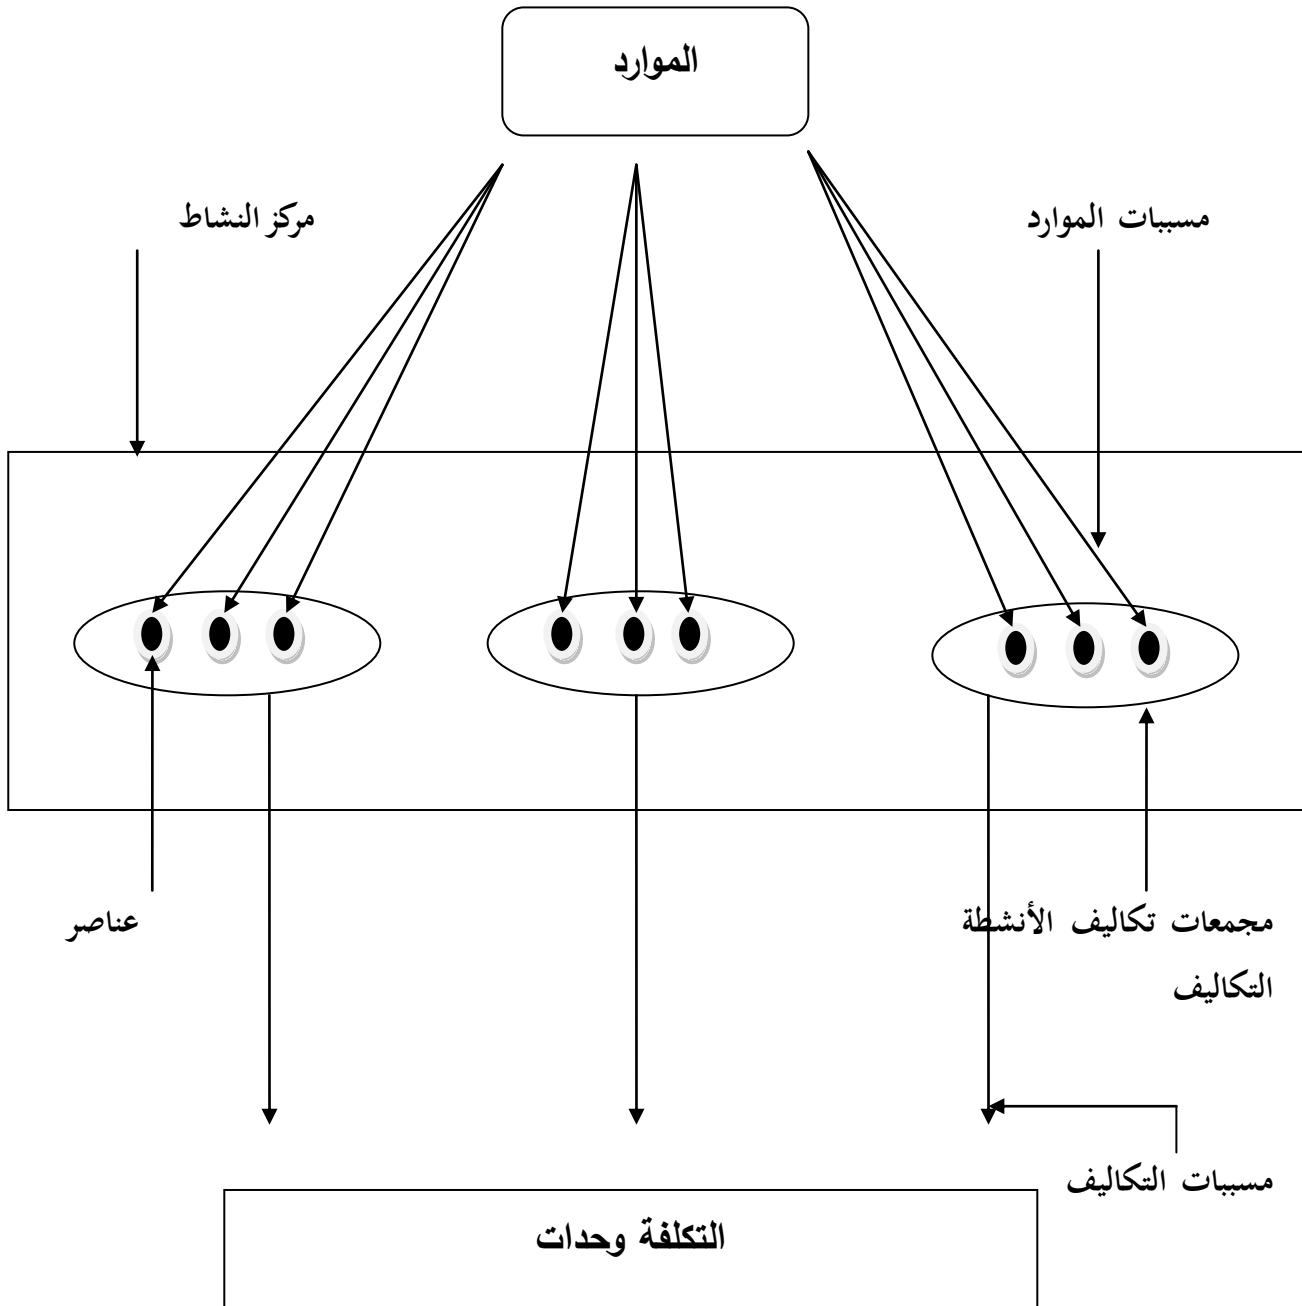 الموارد
مسببات الموارد
مركز النشاط
مجمعات تكاليف الأنشطة
عناصر
التكاليف
مسببات التكاليف
التكلفة وحدات